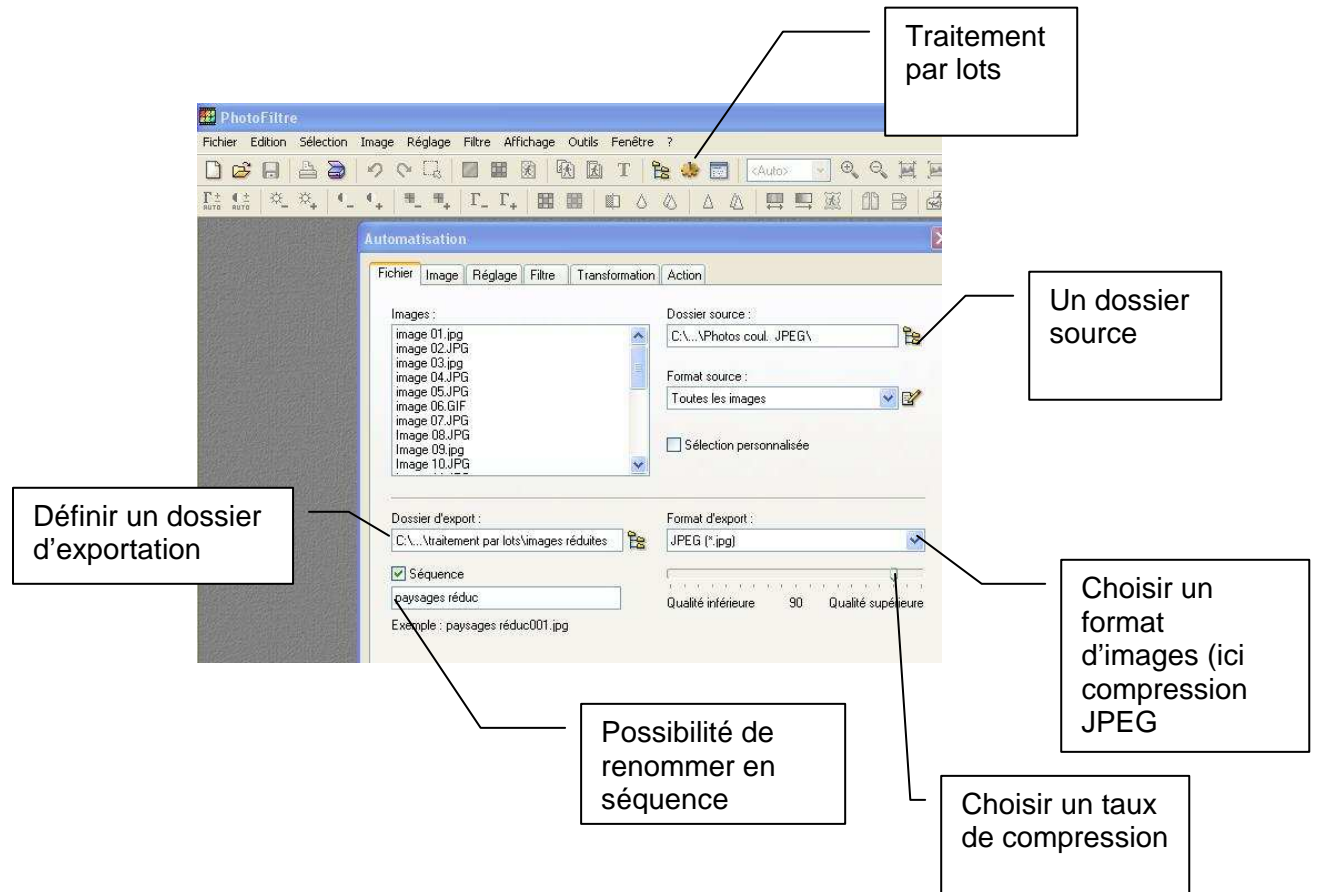 Traitement
par lots
PhotoFiltre
Fichier Edition Sélection Image Réglage Filtre Affichage Outils Fenêtre ?
T <Auto>
AUTO AUTO
Automatisation
Fichier Image Réglage Filtre Transformation Action
Images :
image 01.jpg
image 02.JPG
image 03.jpg
image 04.JPG
image 05.JPG
image 06.GIF
image 07.JPG
Image 08.JPG
Image 09.jpg
Image 10.JPG
Dossier source :
C:\...\Photos coul. JPEG\
Format source :
Toutes les images
Sélection personnalisée
Un dossier
source
Définir un dossier
d’exportation
Dossier d'export :
C:\...\traitement par lots\images réduites
Séquence
paysages réduc
Exemple : paysages réduc001.jpg
Format d'export :
JPEG (*.jpg)
Qualité inférieure 90 Qualité supérieure
Choisir un
format
d’images (ici
compression
JPEG
Possibilité de
renommer en
séquence
Choisir un taux
de compression